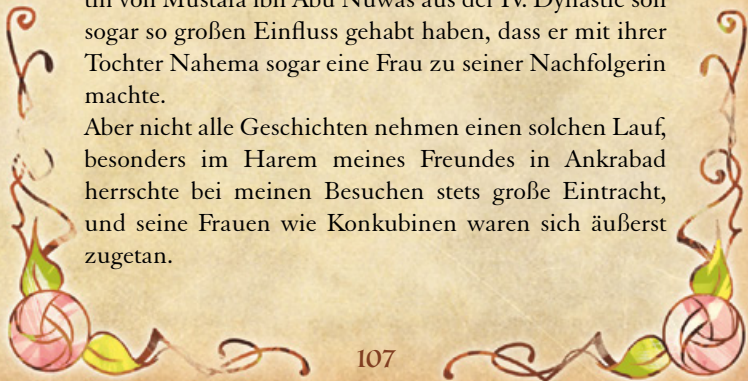 tin von Mustafa ibn Abu Nuwas aus der IV. Dynastie soll
sogar so großen Einfluss gehabt haben, dass er mit ihrer
Tochter Nahema sogar eine Frau zu seiner Nachfolgerin
machte.
Aber nicht alle Geschichten nehmen einen solchen Lauf,
besonders im Harem meines Freundes in Ankrabad
herrschte bei meinen Besuchen stets große Eintracht,
und seine Frauen wie Konkubinen waren sich äußerst
zugetan.
107